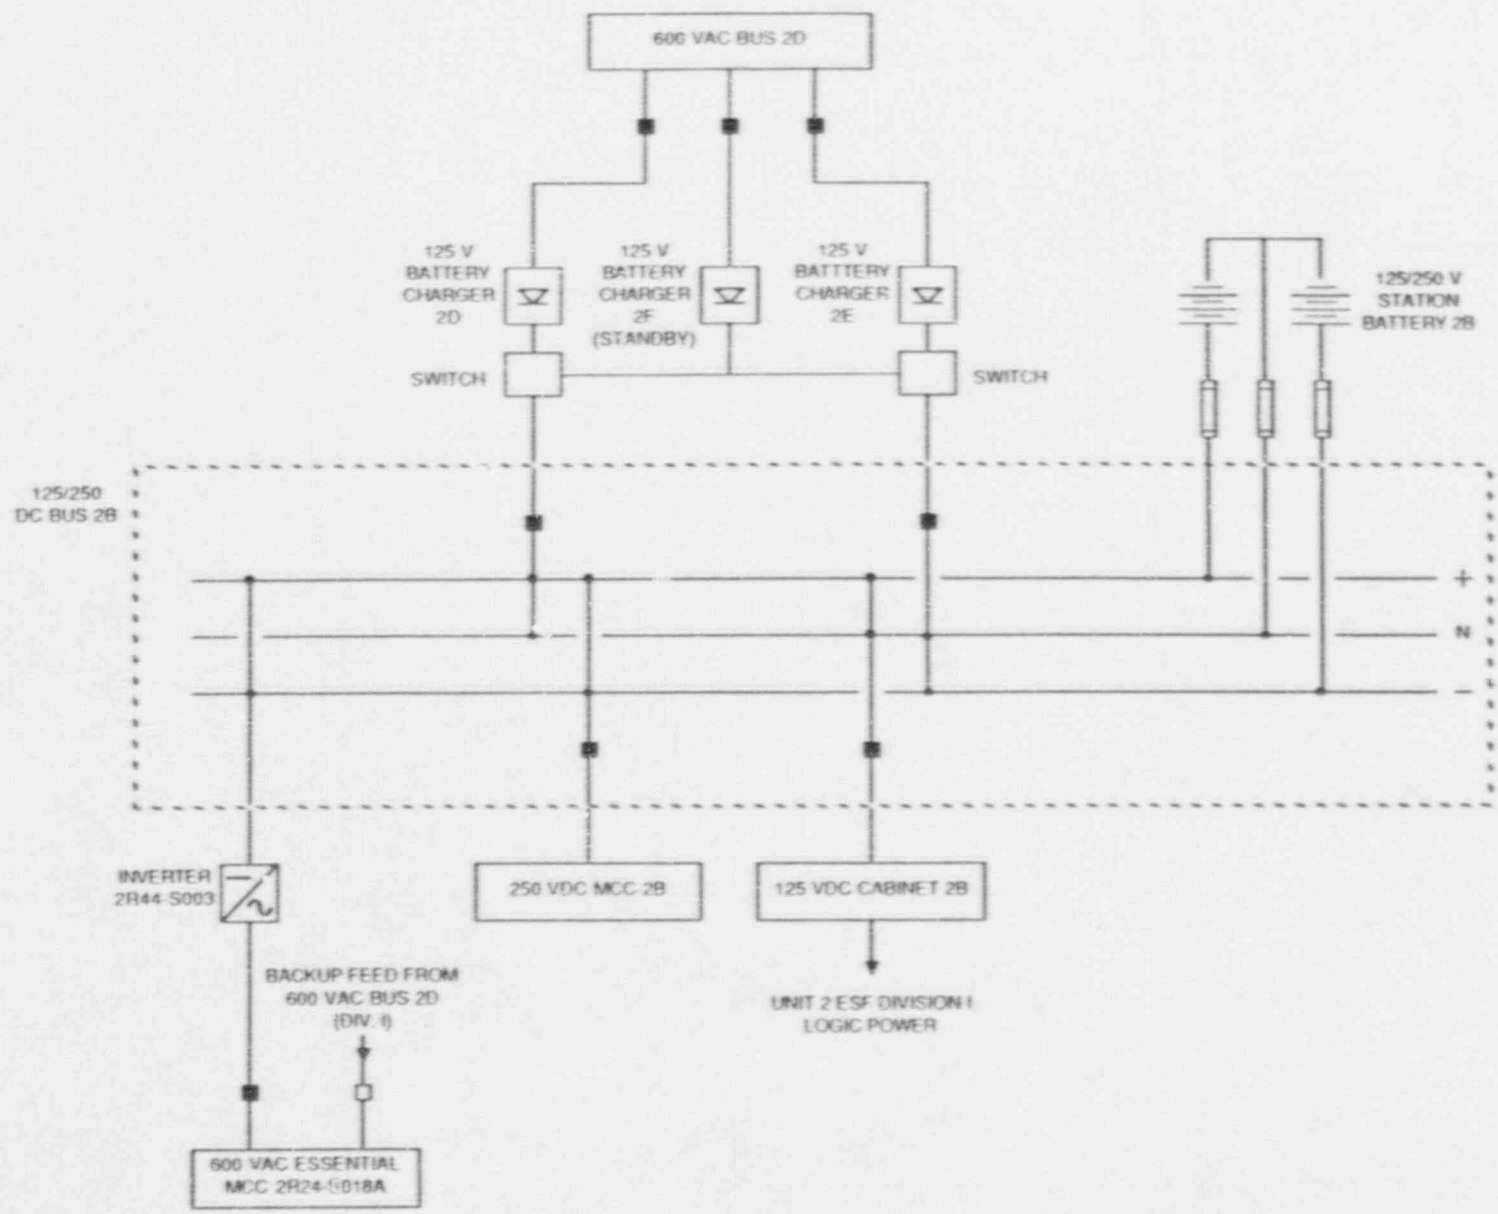 600 VAC BUS 2D
125 V
BATTERY
CHARGER
2D
125 V
BATTERY
CHARGER
2F
(STANDBY)
125 V
BATTTERY
CHARGER
2E
125/250 V
STATION
BATTERY 2B
SWITCH
SWITCH
125/250
DC BUS 2B
+
N
–
INVERTER
2R44-S003
250 VDC MCC 2B
125 VDC CABINET 2B
BACKUP FEED FROM
600 VAC BUS 2D
(DIV. I)
UNIT 2 ESF DIVISION I
LOGIC POWER
600 VAC ESSENTIAL
MCC 2R24-S018A